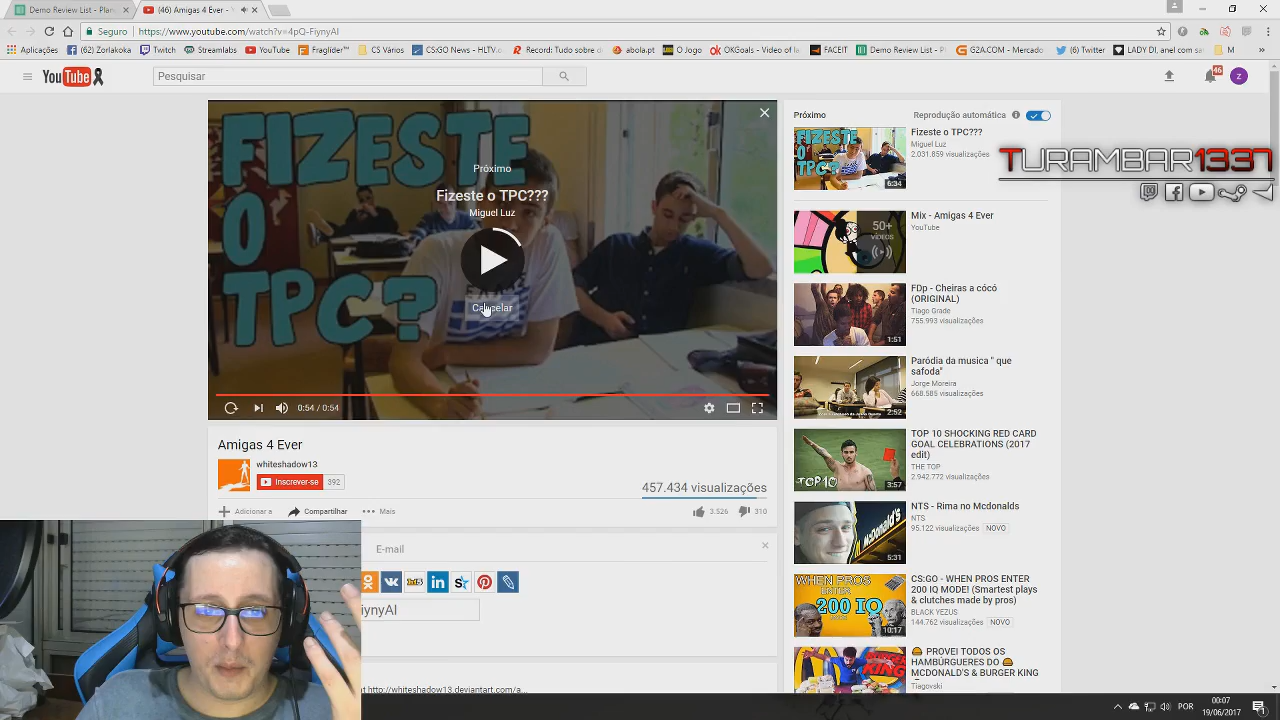 Demo Review List - Plan
(46) Amigas 4 Ever - Y
Seguro
https://www.youtube.com/watch?v=4pQ-FiynyAI
Aplicações
(62) Zorlakoka
Twitch
Streamlabs
YouTube
Fraglider™
CS Vários
CS:GO News - HLTV.o
Record: Tudo sobre d
abola.pt
O Jogo
OKGoals - Video of la
FACEIT
Demo Review List - P
G2A.COM - Mercado
(1) Twitter
LADY DI, anel com sa
M
YouTube
Pesquisar
46
z
FIZESTE
O
TPC?
Próximo
Fizeste o TPC???
Miguel Luz
Cancelar
0:54 / 0:54
Amigas 4 Ever
whiteshadow13
Inscrever-se
392
457.434 visualizações
Adicionar a
Compartilhar
Mais
3.526
310
E-mail
iynyAI
nt http://whiteshadow13.deviantart.com/a...
Próximo
Reprodução automática
Fizeste o TPC???
Miguel Luz
2.031.859 visualizações
6:34
TURAMBAR1337
50+
VÍDEOS
Mix - Amigas 4 Ever
YouTube
FDp - Cheiras a cócó
(ORIGINAL)
Tiago Grade
755.993 visualizações
1:51
Paródia da musica " que
safoda"
Jorge Moreira
668.585 visualizações
2:52
TOP 10 SHOCKING RED CARD
GOAL CELEBRATIONS (2017
edit)
THE TOP
2.942.772 visualizações
TOP10
3:57
NTS - Rima no Mcdonalds
NTS
95.122 visualizações
NOVO
McDonald's
5:31
CS:GO - WHEN PROS ENTER
200 IQ MODE! (Smartest plays
& clutches made by pros)
BLACK YEZUS
144.762 visualizações
NOVO
WHEN PROS
200 IQ
10:17
PROVEI TODOS OS
HAMBÚRGUERES DO
MCDONALD'S & BURGER KING
Tiagovski
POR
00:07
19/06/2017